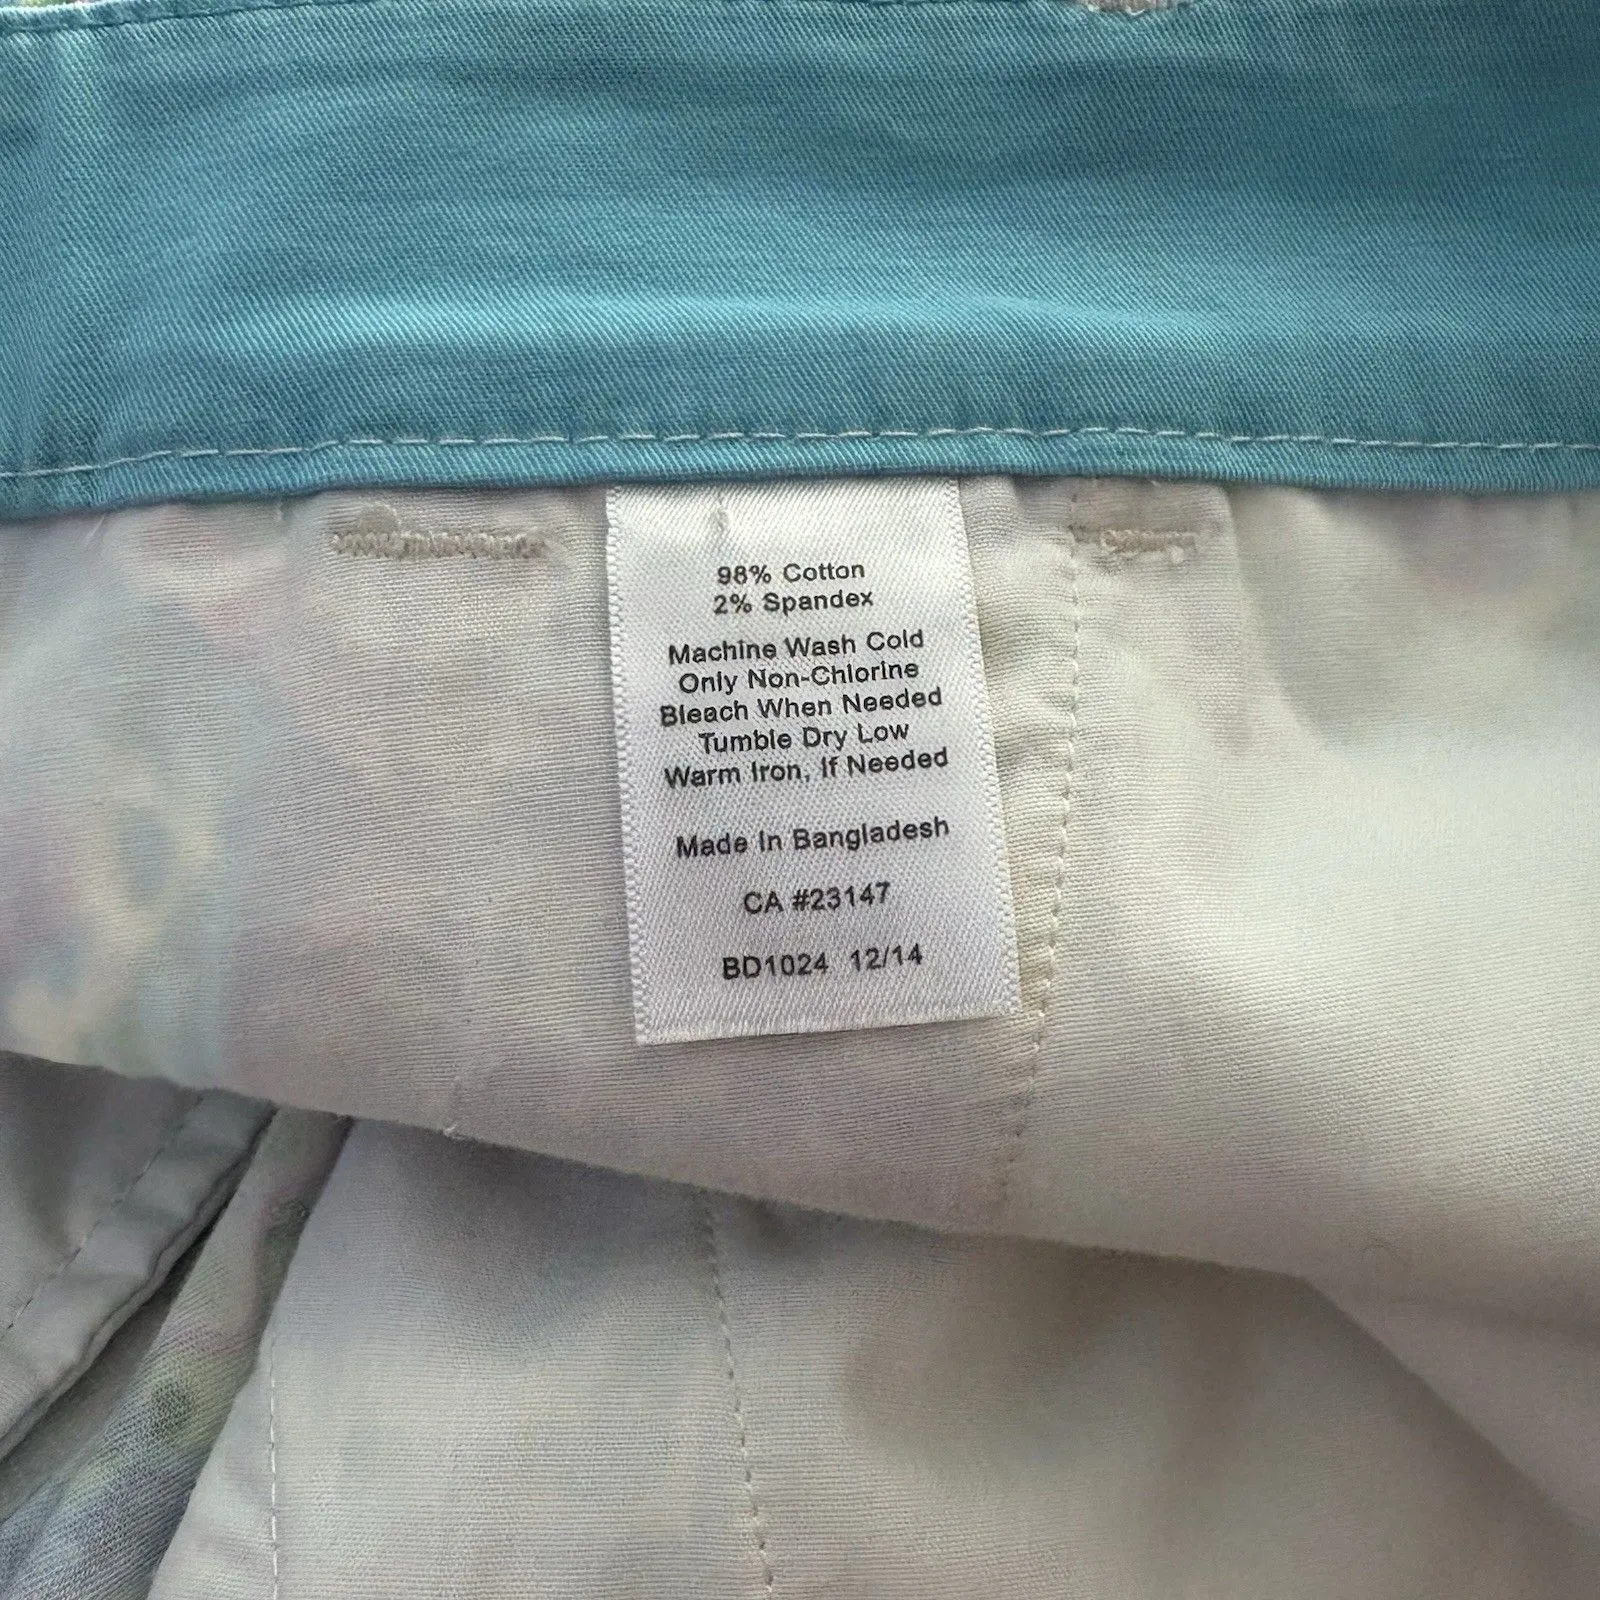 98% Cotton
2% Spandex
Machine Wash Cold
Only Non-Chlorine
Bleach When Needed
Tumble Dry Low
Warm Iron, If Needed
Made In Bangladesh
CA #23147
BD1024 12/14